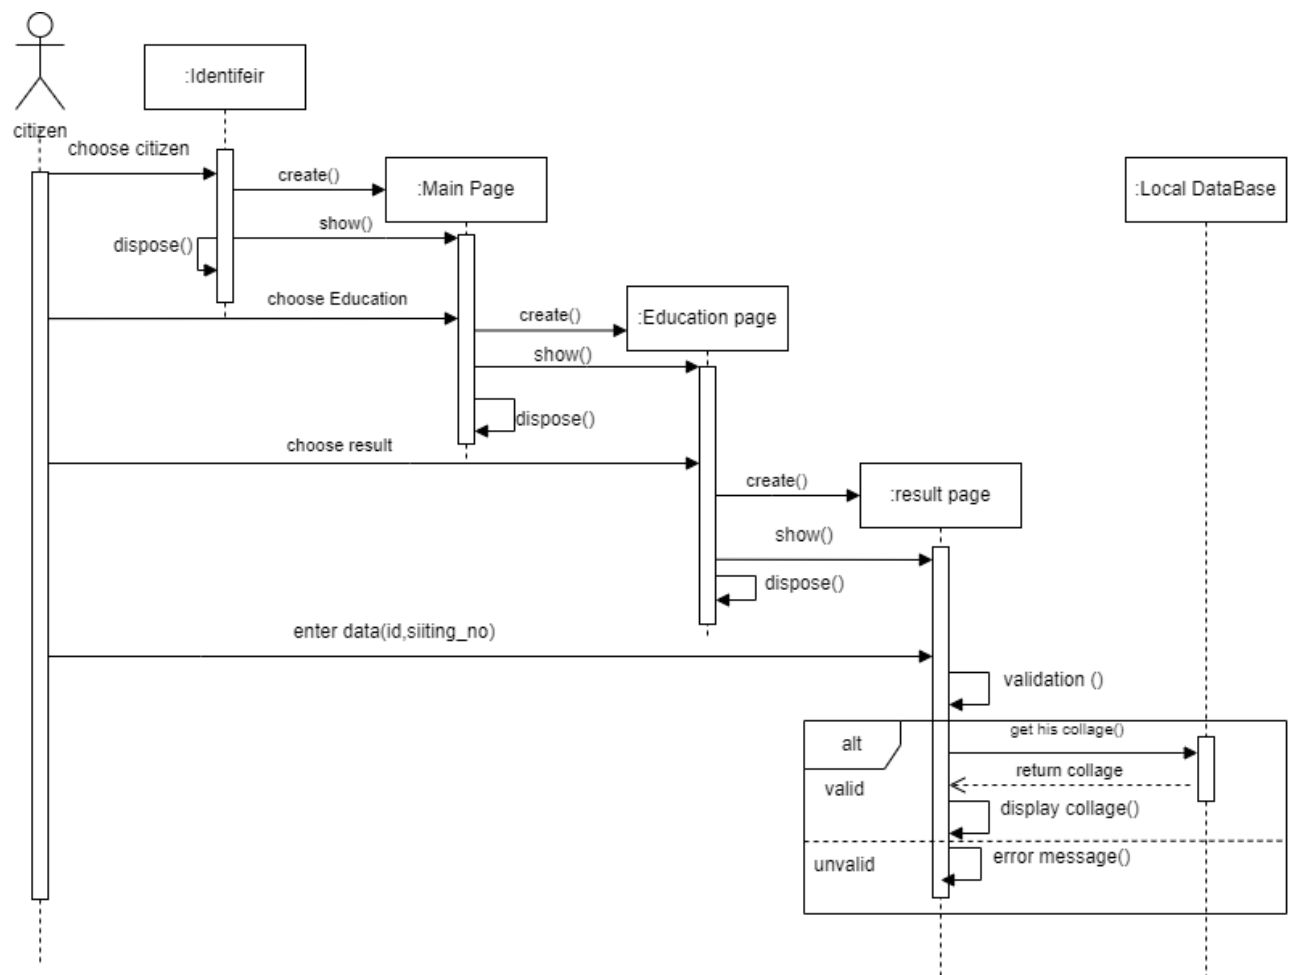 :Identifeir
citizen
choose citizen
create()
:Main Page
:Local DataBase
show()
dispose()
choose Education
create()
:Education page
show()
dispose()
choose result
create()
:result page
show()
dispose()
enter data(id,siiting_no)
validation ()
alt
get his collage()
return collage
valid
display collage()
unvalid
error message()